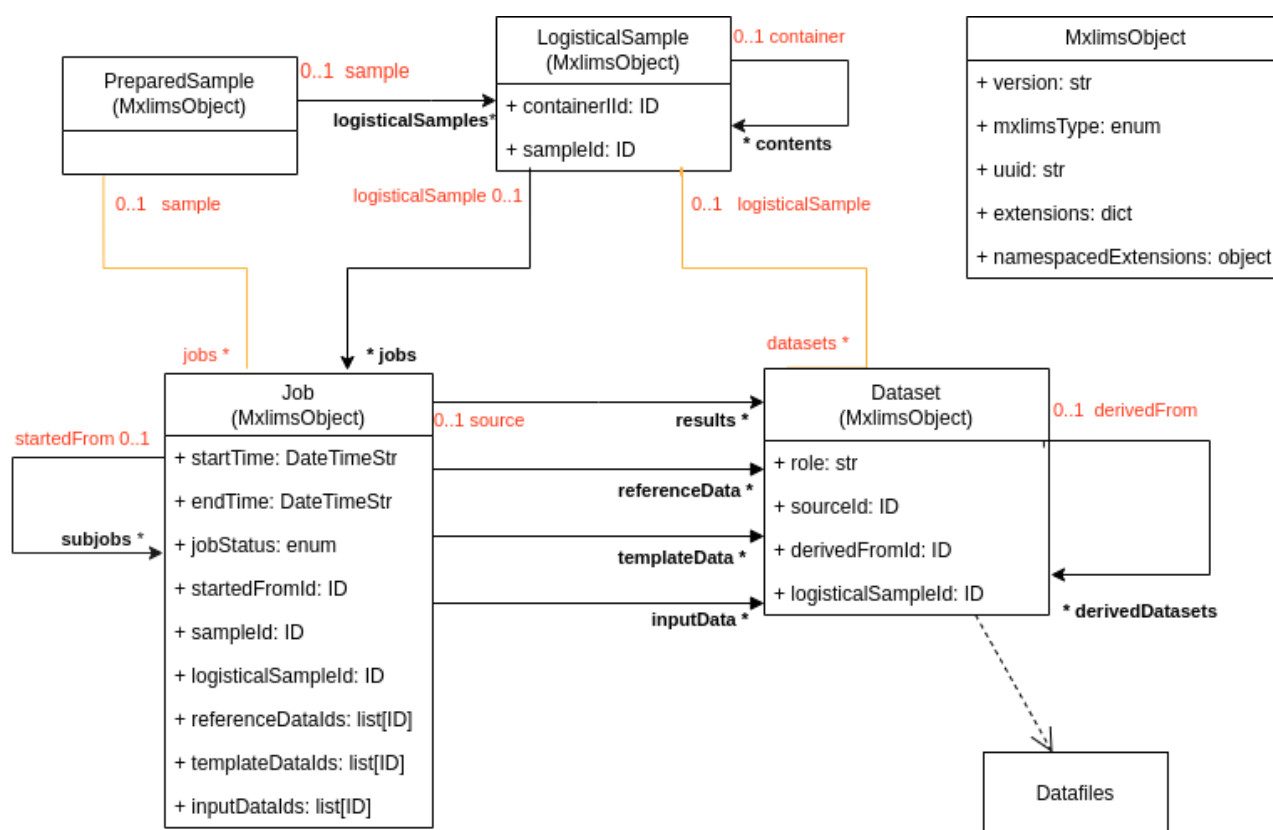 PreparedSample
(MxlimsObject)
0..1 sample
logisticalSamples*
LogisticalSample
(MxlimsObject)
+ containerIId: ID
+ sampleId: ID
0..1 container
* contents
MxlimsObject
+ version: str
+ mxlimsType: enum
+ uuid: str
+ extensions: dict
+ namespacedExtensions: object
0..1 sample
logisticalSample 0..1
0..1 logisticalSample
jobs *
* jobs
datasets *
Job
(MxlimsObject)
+ startTime: DateTimeStr
+ endTime: DateTimeStr
+ jobStatus: enum
+ startedFromId: ID
+ sampleId: ID
+ logisticalSampleId: ID
+ referenceDataIds: list[ID]
+ templateDataIds: list[ID]
+ inputDataIds: list[ID]
startedFrom 0..1
subjobs *
0..1 source
results *
referenceData *
templateData *
inputData *
Dataset
(MxlimsObject)
+ role: str
+ sourceId: ID
+ derivedFromId: ID
+ logisticalSampleId: ID
0..1 derivedFrom
* derivedDatasets
Datafiles